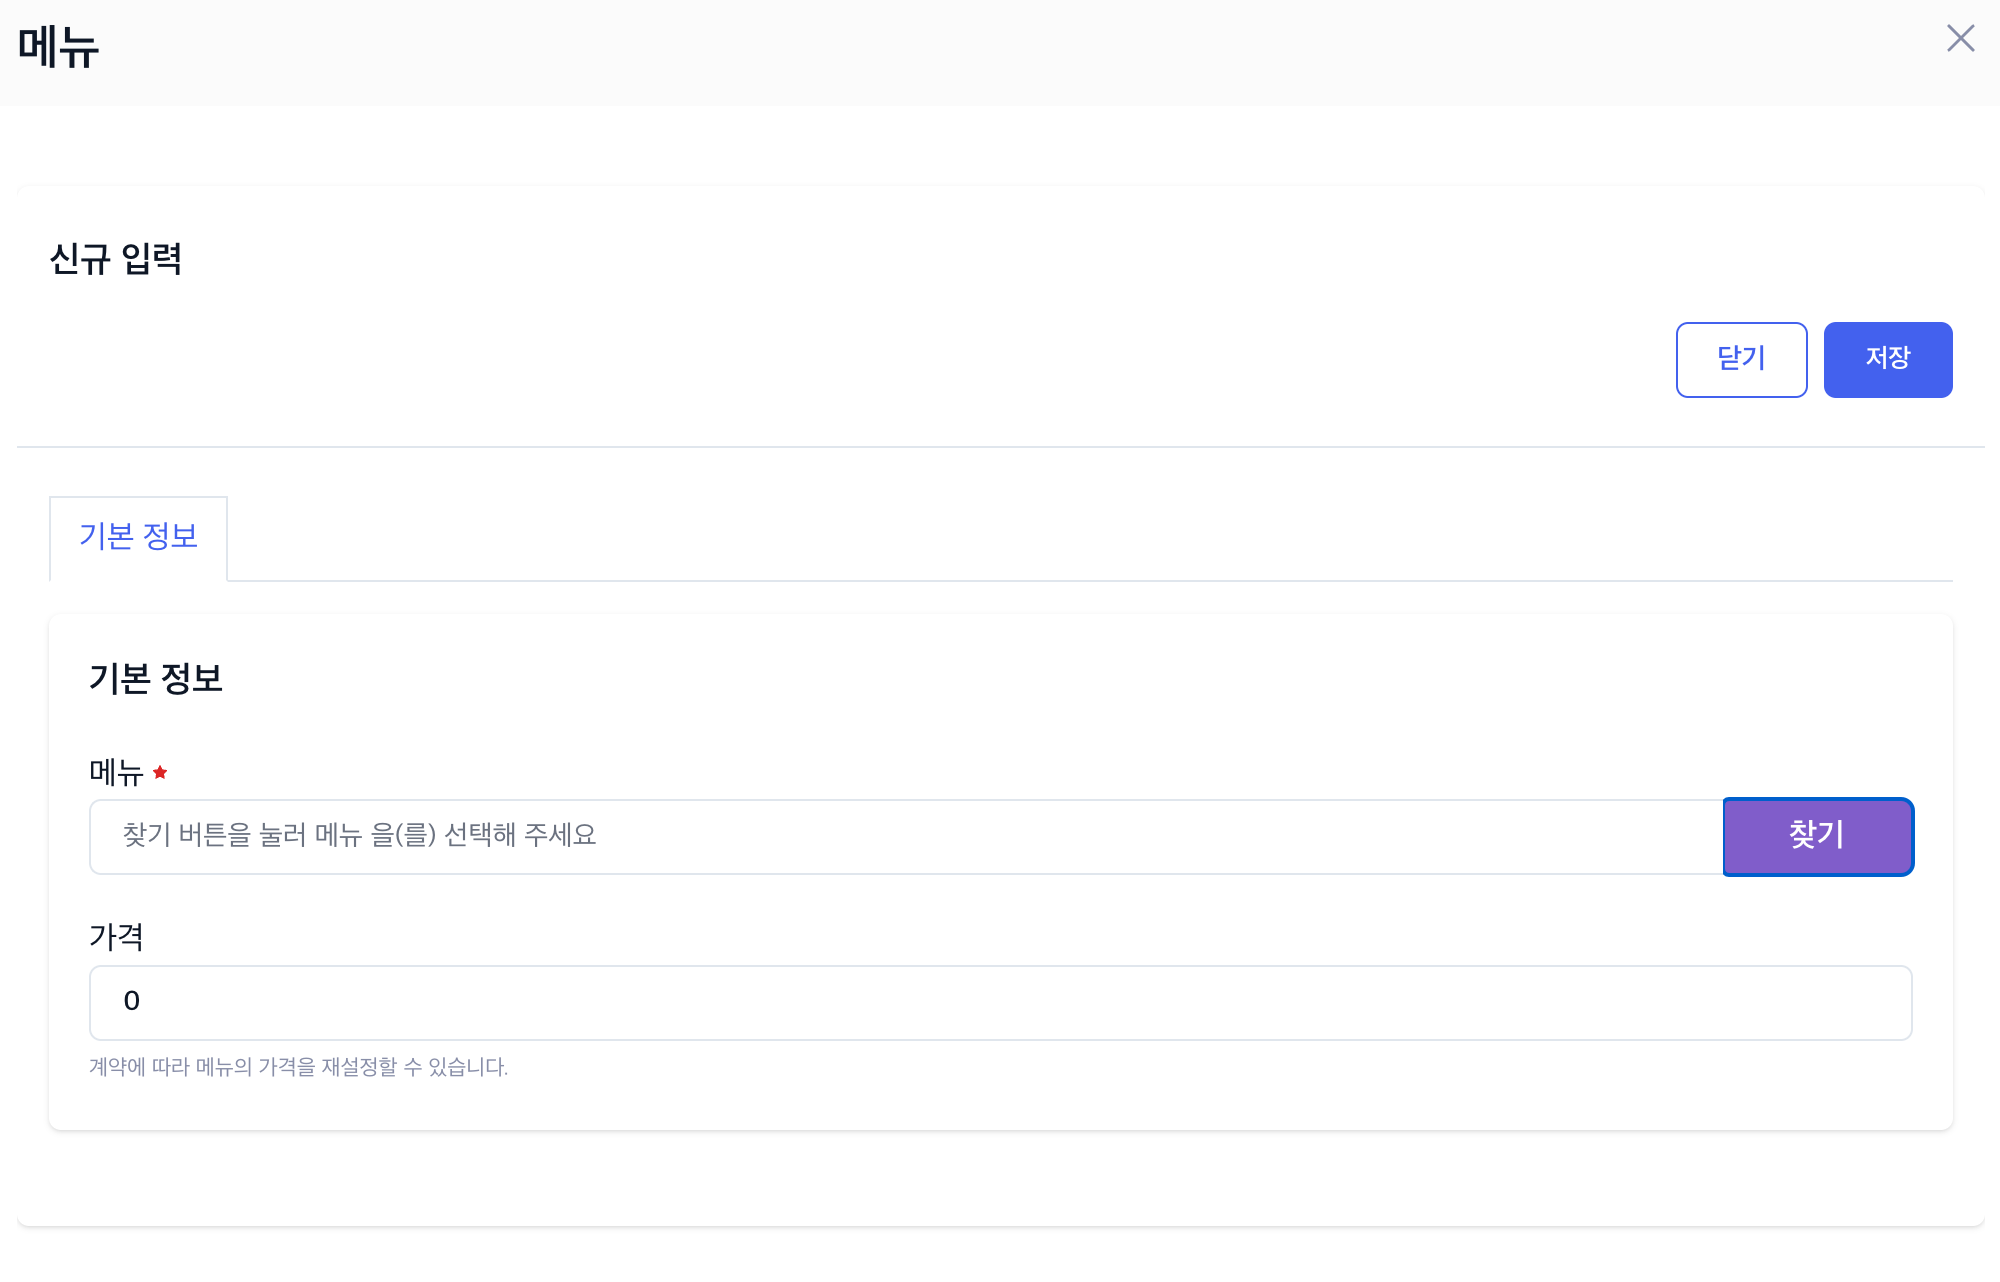 메뉴
신규 입력
닫기
저장
기본 정보
기본 정보
메뉴
찾기 버튼을 눌러 메뉴 을(를) 선택해 주세요
찾기
가격
0
계약에 따라 메뉴의 가격을 재설정할 수 있습니다.